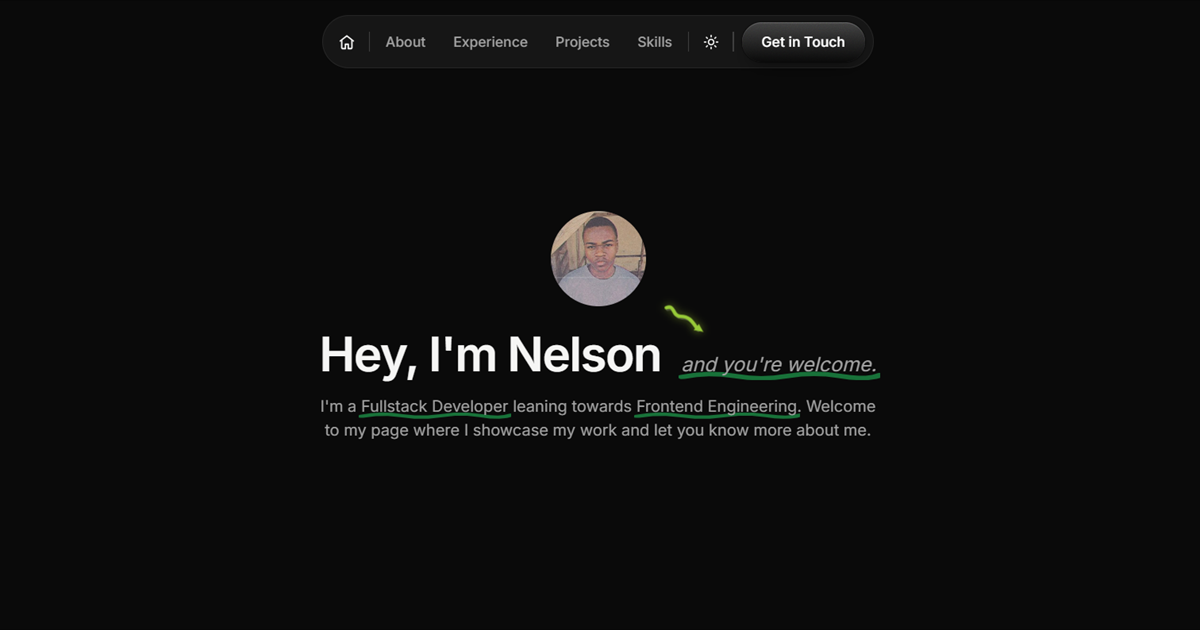 About Experience Projects Skills Get in Touch
Hey, I'm Nelson and you're welcome.
I'm a Fullstack Developer leaning towards Frontend Engineering. Welcome
to my page where I showcase my work and let you know more about me.